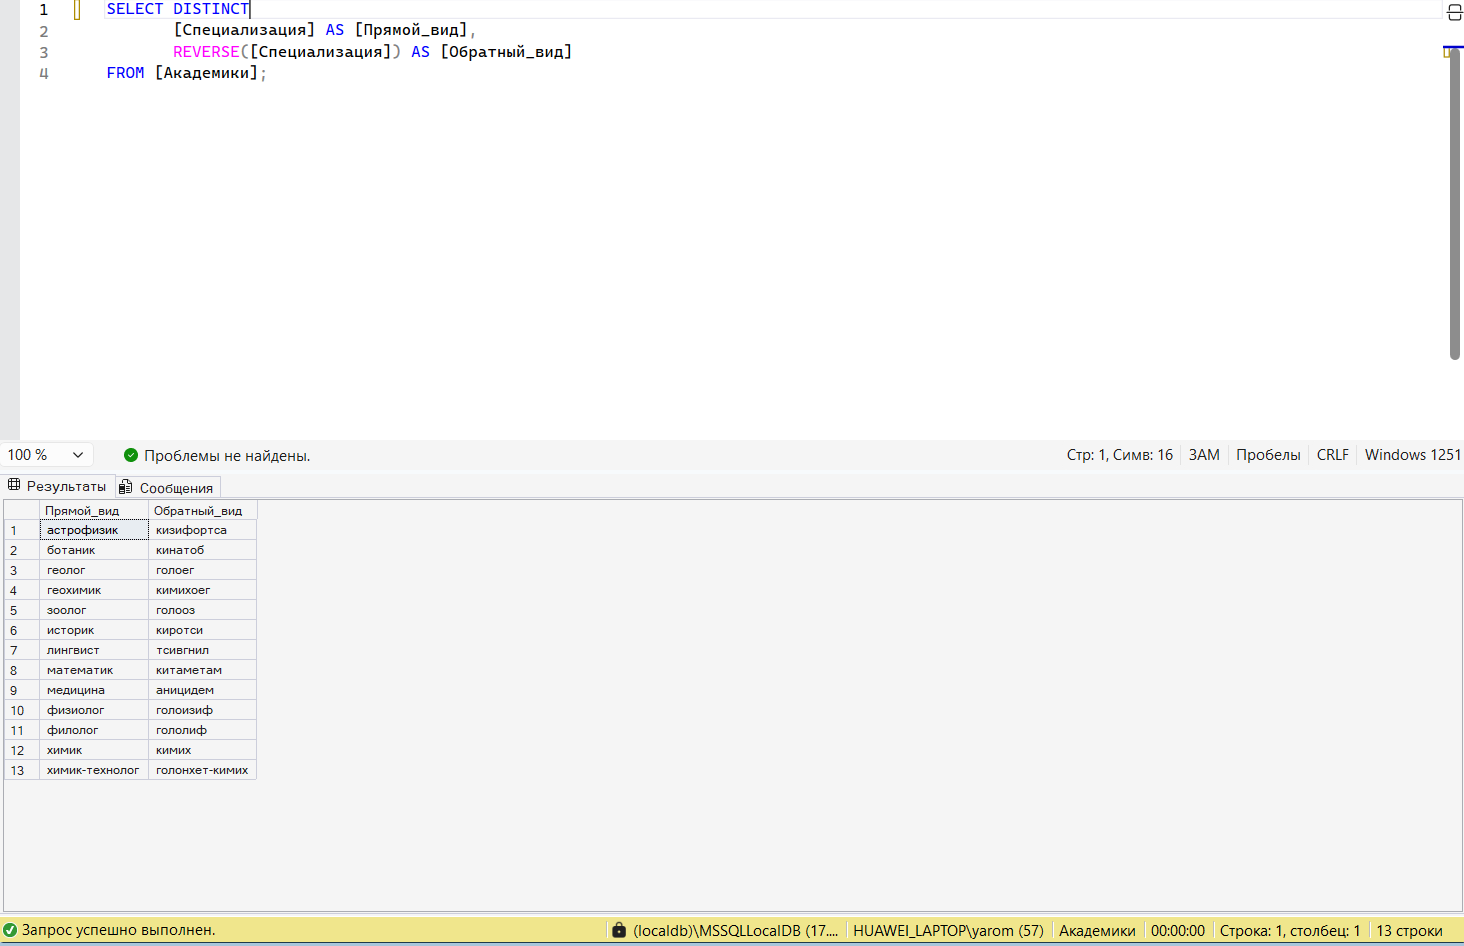 1 SELECT DISTINCT
2 [Специализация] AS [Прямой_вид],
3 REVERSE([Специализация]) AS [Обратный_вид]
4 FROM [Академики];
100 % Проблемы не найдены. Стр: 1, Симв: 16 ЗАМ Пробелы CRLF Windows 1251
Результаты Сообщения
Прямой_вид Обратный_вид
1 астрофизик кизифортса
2 ботаник кинатоб
3 геолог голоег
4 геохимик кимихоег
5 зоолог голооз
6 историк киротси
7 лингвист тсивгнил
8 математик китаметам
9 медицина аницидем
10 физиолог голоизиф
11 филолог гололиф
12 химик кимих
13 химик-технолог голонхет-кимих
Запрос успешно выполнен. (localdb)\MSSQLLocalDB (17.... HUAWEI_LAPTOP\yarom (57) Академики 00:00:00 Строка: 1, столбец: 1 13 строки